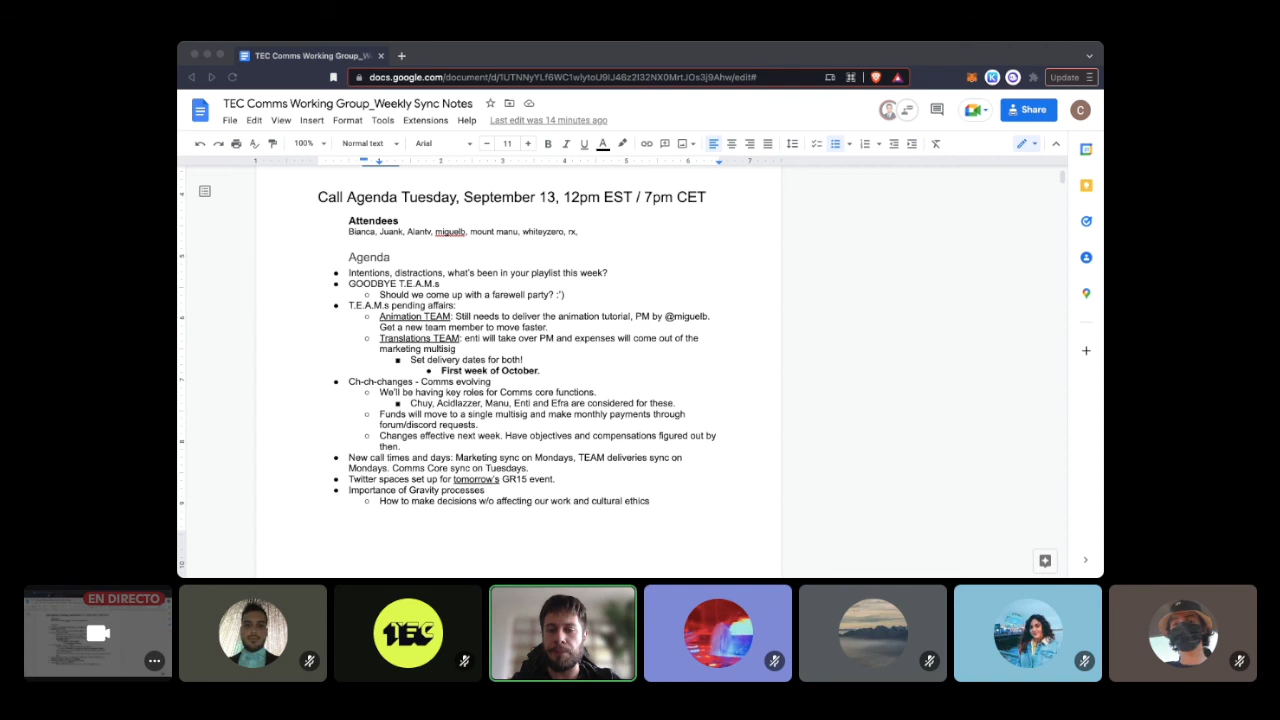 TEC Comms Working Group_W
docs.google.com/document/d/1UTNNyYLf6WC1wIytoU9IJ46z2I32NX0MrtJOs3j9Ahw/edit#
Update
TEC Comms Working Group_Weekly Sync Notes
File Edit View Insert Format Tools Extensions Help Last edit was 14 minutes ago
Share
C
100% Normal text Arial 11
1 2 3 4 5 6 7
Call Agenda Tuesday, September 13, 12pm EST / 7pm CET
Attendees
Bianca, Juank, Alantv, miguelb, mount manu, whiteyzero, rx,
Agenda
● Intentions, distractions, what's been in your playlist this week?
● GOODBYE T.E.A.M.s
○ Should we come up with a farewell party? :')
● T.E.A.M.s pending affairs:
○ Animation TEAM: Still needs to deliver the animation tutorial, PM by @miguelb.
Get a new team member to move faster.
○ Translations TEAM: enti will take over PM and expenses will come out of the
marketing multisig
■ Set delivery dates for both!
● First week of October.
● Ch-ch-changes - Comms evolving
○ We'll be having key roles for Comms core functions.
■ Chuy, Acidlazzer, Manu, Enti and Efra are considered for these.
○ Funds will move to a single multisig and make monthly payments through
forum/discord requests.
○ Changes effective next week. Have objectives and compensations figured out by
then.
● New call times and days: Marketing sync on Mondays, TEAM deliveries sync on
Mondays. Comms Core sync on Tuesdays.
● Twitter spaces set up for tomorrow's GR15 event.
● Importance of Gravity processes
○ How to make decisions w/o affecting our work and cultural ethics
EN DIRECTO
TEC